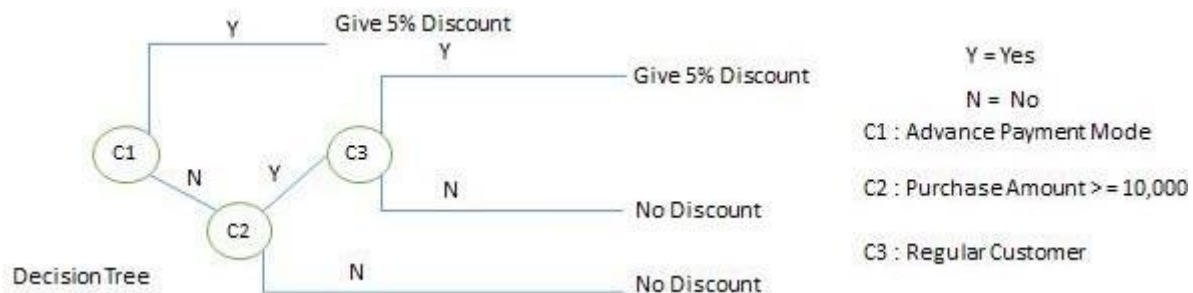 Y
Give 5% Discount
Y
Give 5% Discount
Y = Yes
N = No
C1
N
Y
C3
C1 : Advance Payment Mode
N
No Discount
C2 : Purchase Amount > = 10,000
C2
C3 : Regular Customer
Decision Tree
N
No Discount